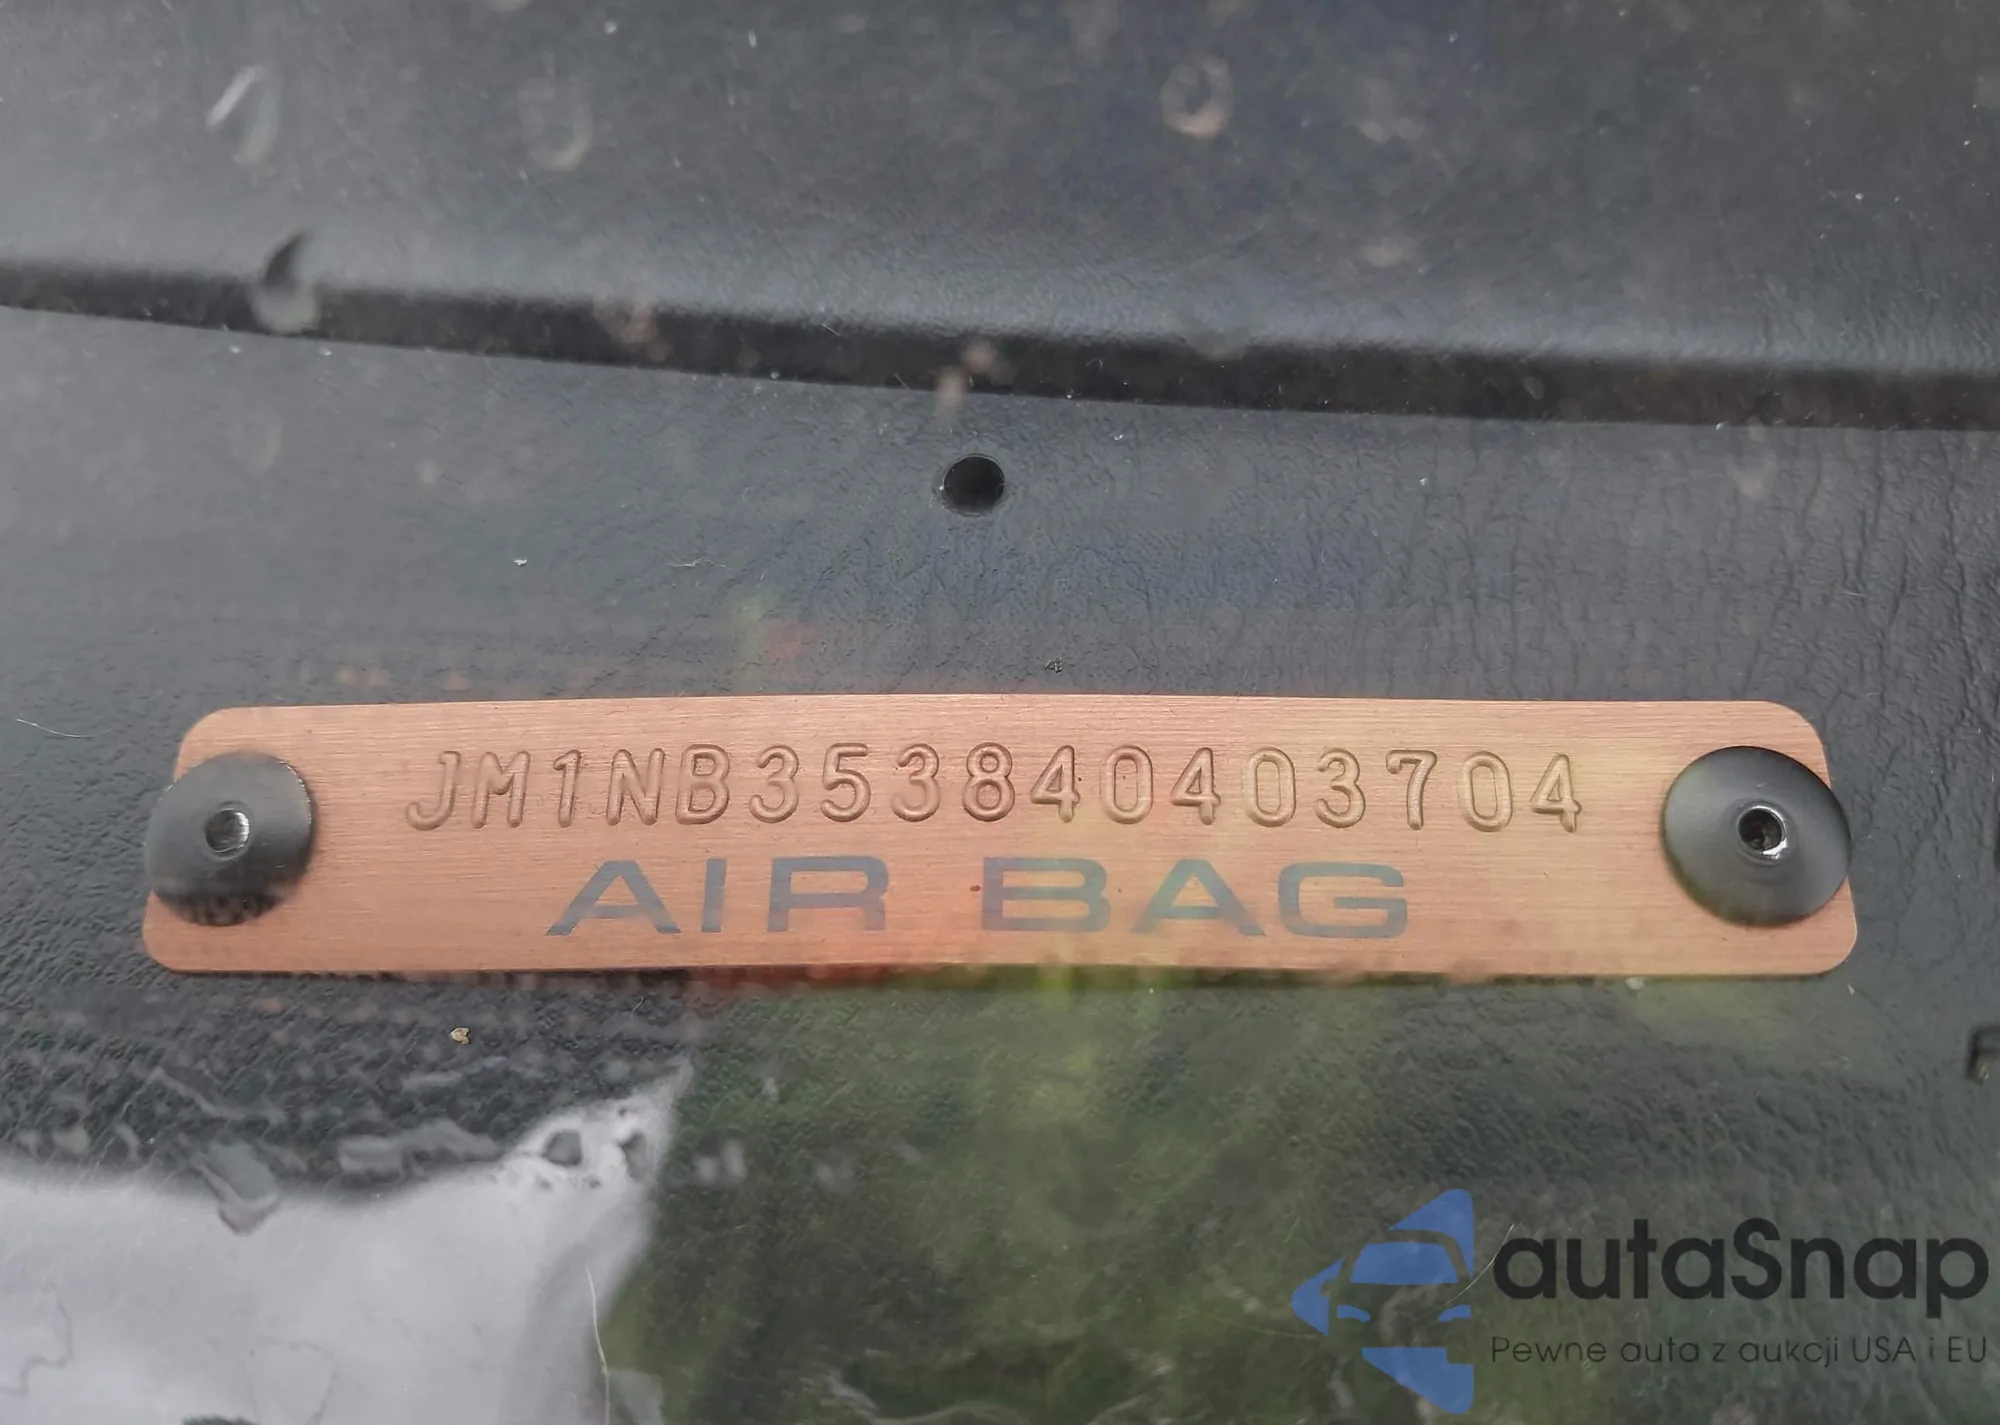 JM1NB353840403704
AIR BAG
autaSnap
Pewne auta z aukcji USA i EU